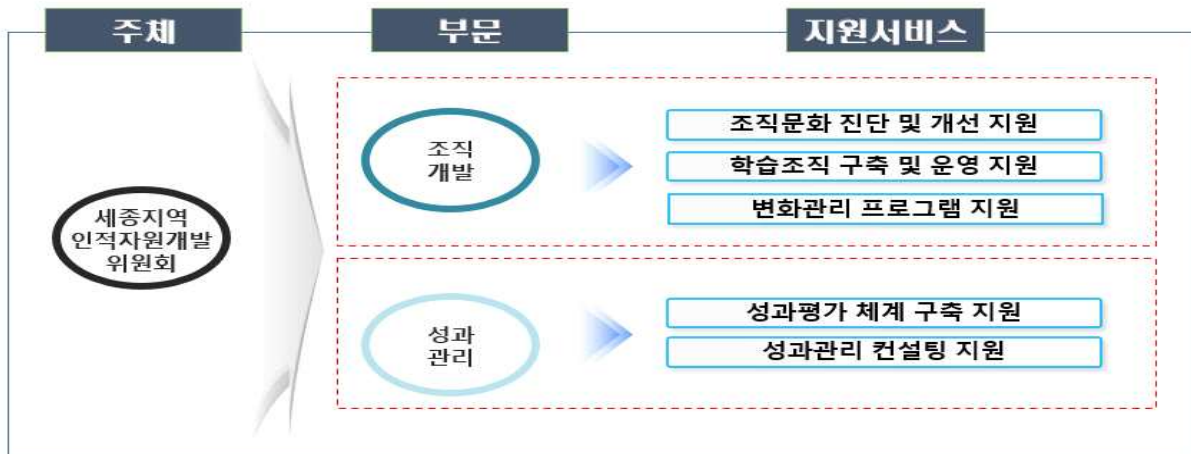 주체
부문
지원서비스
세종지역
인적자원개발
위원회
조직
개발
조직문화 진단 및 개선 지원
학습조직 구축 및 운영 지원
변화관리 프로그램 지원
성과
관리
성과평가 체계 구축 지원
성과관리 컨설팅 지원